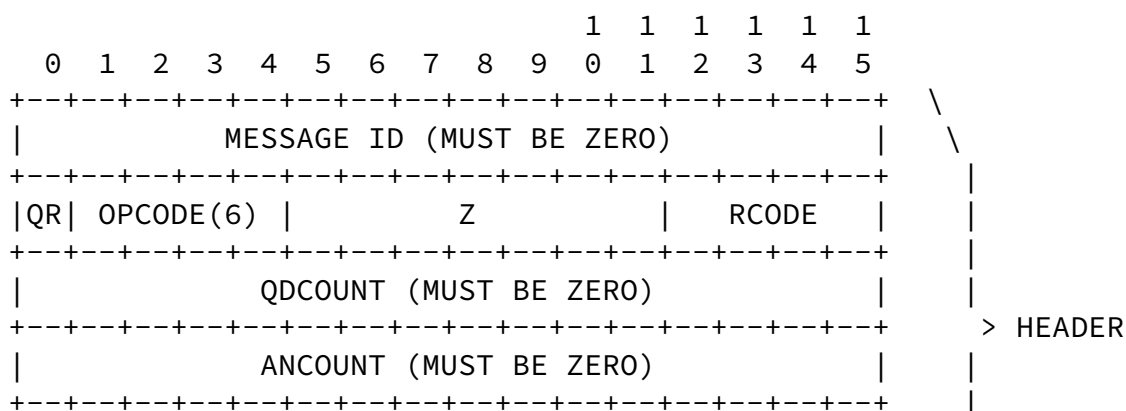 1  1  1  1  1  1
   0  1  2  3  4  5  6  7  8  9  0  1  2  3  4  5
 +--+--+--+--+--+--+--+--+--+--+--+--+--+--+--+--+  \
 |           MESSAGE ID (MUST BE ZERO)           |   \
 +--+--+--+--+--+--+--+--+--+--+--+--+--+--+--+--+    |
 |QR| OPCODE(6) |         Z          |   RCODE   |    |
 +--+--+--+--+--+--+--+--+--+--+--+--+--+--+--+--+    |
 |             QDCOUNT (MUST BE ZERO)            |    |
 +--+--+--+--+--+--+--+--+--+--+--+--+--+--+--+--+     > HEADER
 |             ANCOUNT (MUST BE ZERO)            |    |
 +--+--+--+--+--+--+--+--+--+--+--+--+--+--+--+--+    |